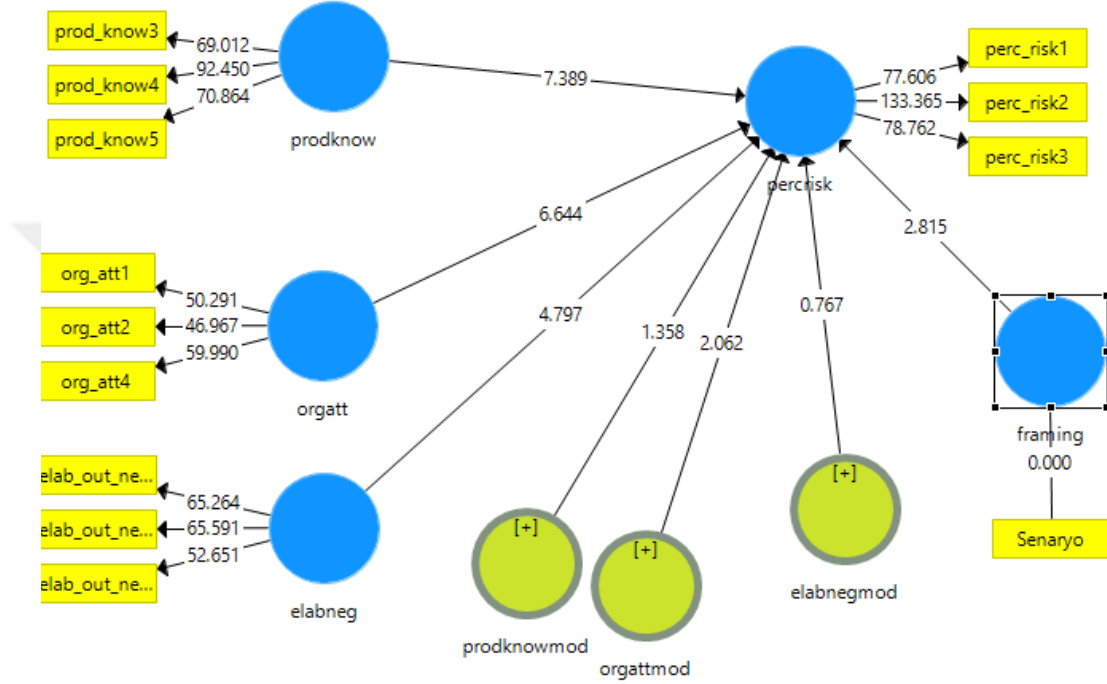 prod_know3
69.012
prod_know4
92.450
prod_know5
70.864
prodknow
7.389
perc_risk1
77.606
perc_risk2
133.365
perc_risk3
78.762
percrisk
org_att1
50.291
org_att2
46.967
org_att4
59.990
orgatt
6.644
4.797
1.358
2.062
0.767
2.815
framing
0.000
Senaryo
elab_out_ne...
65.264
elab_out_ne...
65.591
elab_out_ne...
52.651
elabneg
[+]
prodknowmod
[+]
orgattmod
[+]
elabnegmod